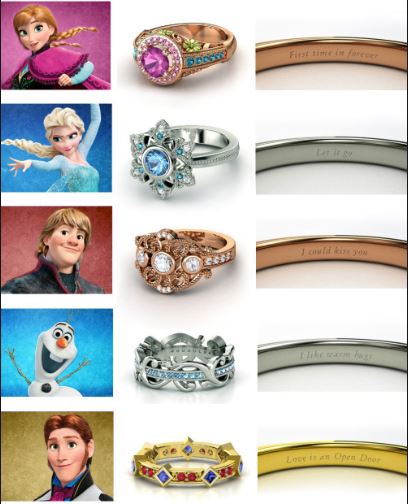 First time in forever
Let it go
I could kiss you
I like warm hugs
Love is an Open Door